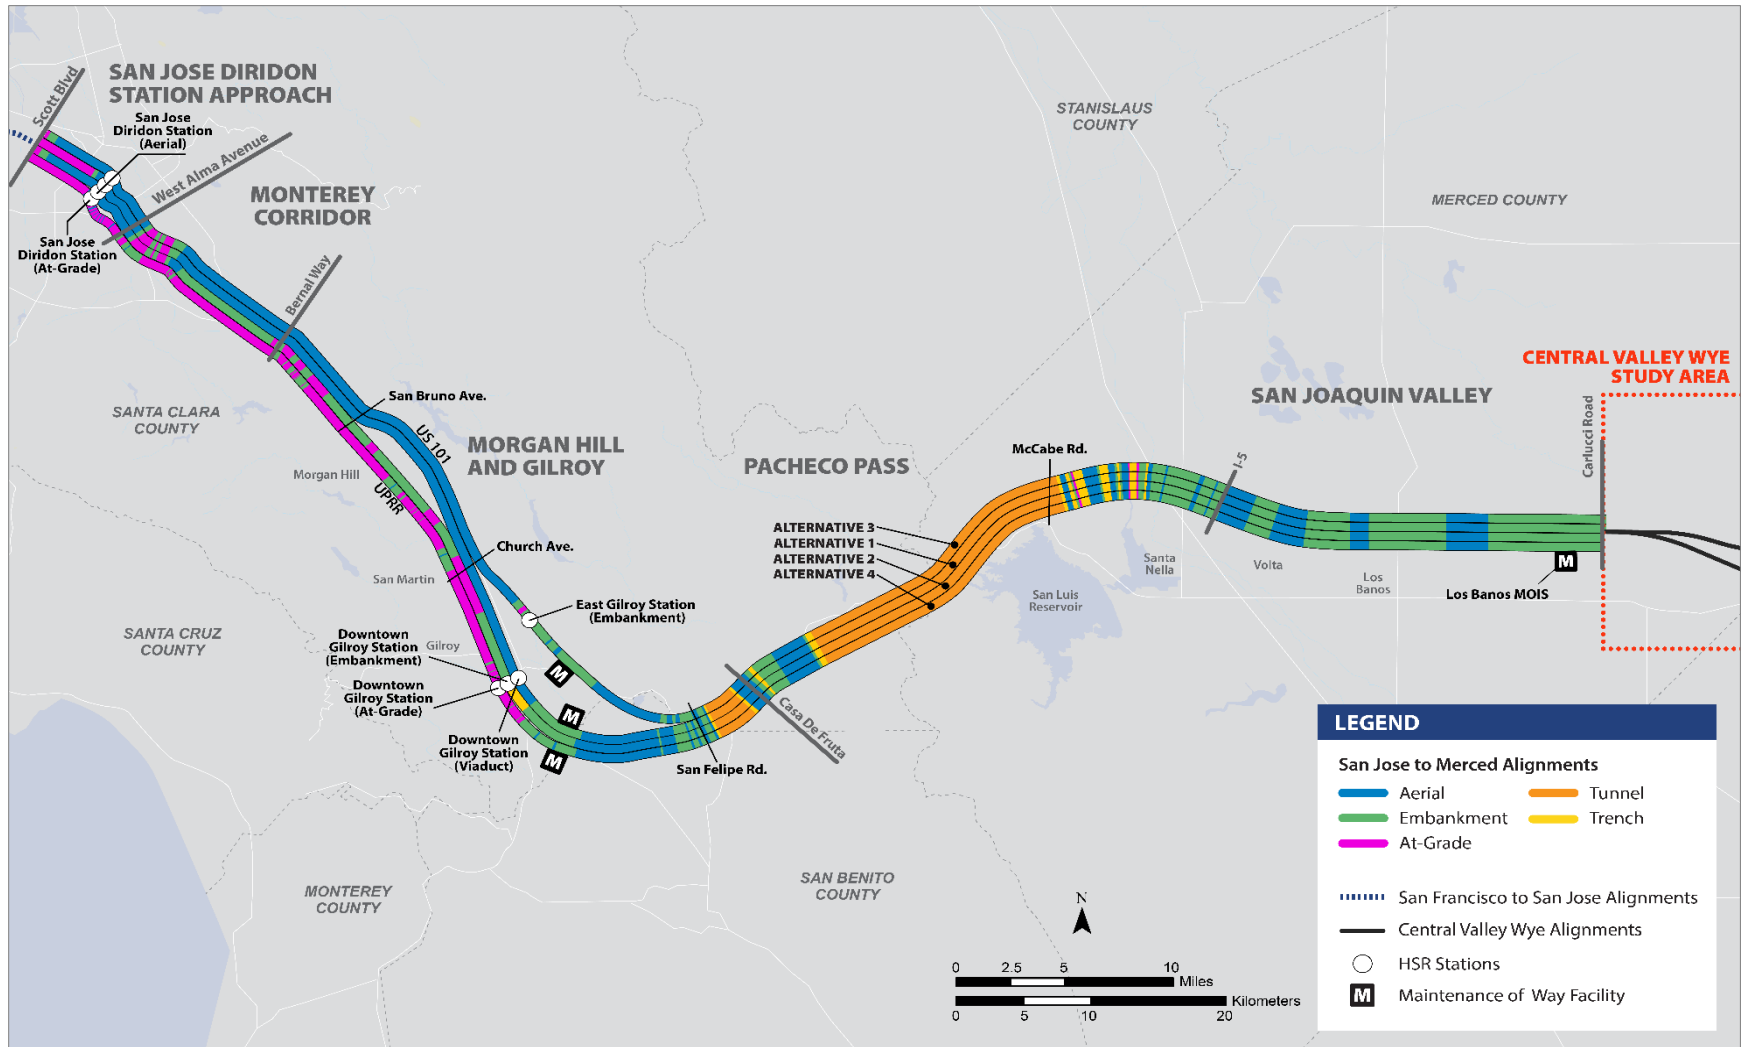 SAN JOSE DIRIDON
STATION APPROACH
Scott Blvd
San Jose
Diridon Station
(Aerial)
West Alma Avenue
MONTEREY
CORRIDOR
San Jose
Diridon Station
(At-Grade)
Bernal Way
STANISLAUS
COUNTY
MERCED COUNTY
CENTRAL VALLEY WYE
STUDY AREA
SAN JOAQUIN VALLEY
Carlucci Road
SANTA CLARA
COUNTY
San Bruno Ave.
US 101
MORGAN HILL
AND GILROY
Morgan Hill
UPRR
PACHECO PASS
McCabe Rd.
I-5
ALTERNATIVE 3
ALTERNATIVE 1
ALTERNATIVE 2
ALTERNATIVE 4
Church Ave.
San Martin
Santa
Nella
Volta
Los
Banos
M
Los Banos MOIS
San Luis
Reservoir
East Gilroy Station
(Embankment)
SANTA CRUZ
COUNTY
Downtown
Gilroy Station
(Embankment)
Gilroy
M
Downtown
Gilroy Station
(At-Grade)
M
Downtown
Gilroy Station
(Viaduct)
M
San Felipe Rd.
Casa De Fruta
MONTEREY
COUNTY
SAN BENITO
COUNTY
N
0 2.5 5 10
Miles
Kilometers
0 5 10 20
LEGEND
San Jose to Merced Alignments
Aerial
Tunnel
Embankment
Trench
At-Grade
San Francisco to San Jose Alignments
Central Valley Wye Alignments
HSR Stations
M Maintenance of Way Facility